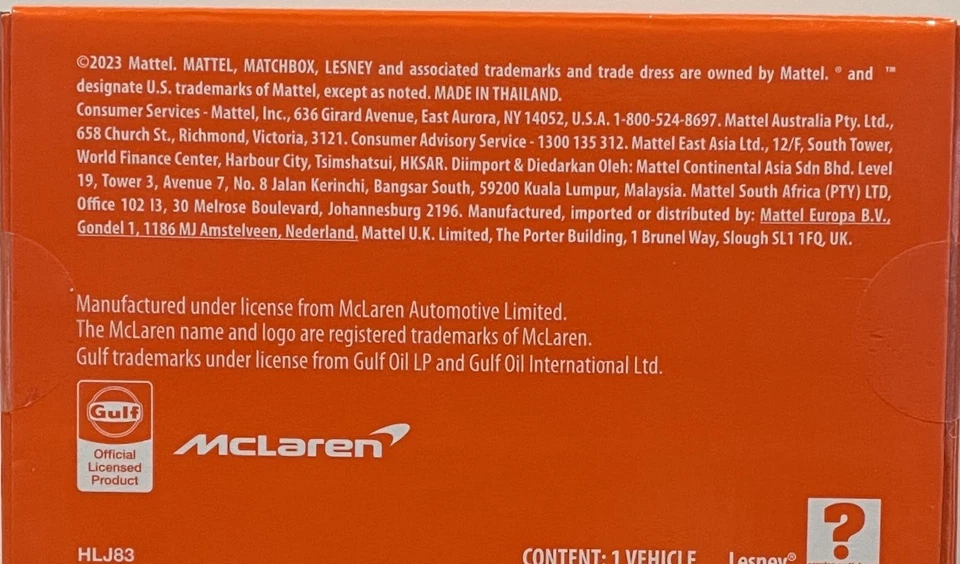 ©2023 Mattel. MATTEL, MATCHBOX, LESNEY and associated trademarks and trade dress are owned by Mattel. ® and ™
designate U.S. trademarks of Mattel, except as noted. MADE IN THAILAND.
Consumer Services - Mattel, Inc., 636 Girard Avenue, East Aurora, NY 14052, U.S.A. 1-800-524-8697. Mattel Australia Pty. Ltd.,
658 Church St., Richmond, Victoria, 3121. Consumer Advisory Service - 1300 135 312. Mattel East Asia Ltd., 12/F, South Tower,
World Finance Center, Harbour City, Tsimshatsui, HKSAR. Diimport & Diedarkan Oleh: Mattel Continental Asia Sdn Bhd. Level
19, Tower 3, Avenue 7, No. 8 Jalan Kerinchi, Bangsar South, 59200 Kuala Lumpur, Malaysia. Mattel South Africa (PTY) LTD,
Office 102 I3, 30 Melrose Boulevard, Johannesburg 2196. Manufactured, imported or distributed by: Mattel Europa B.V.,
Gondel 1, 1186 MJ Amstelveen, Nederland. Mattel U.K. Limited, The Porter Building, 1 Brunel Way, Slough SL1 1FQ, UK.
Manufactured under license from McLaren Automotive Limited.
The McLaren name and logo are registered trademarks of McLaren.
Gulf trademarks under license from Gulf Oil LP and Gulf Oil International Ltd.
Gulf
Official
Licensed
Product
McLaren
?
HLJ83
CONTENT: 1 VEHICLE
Lesney®